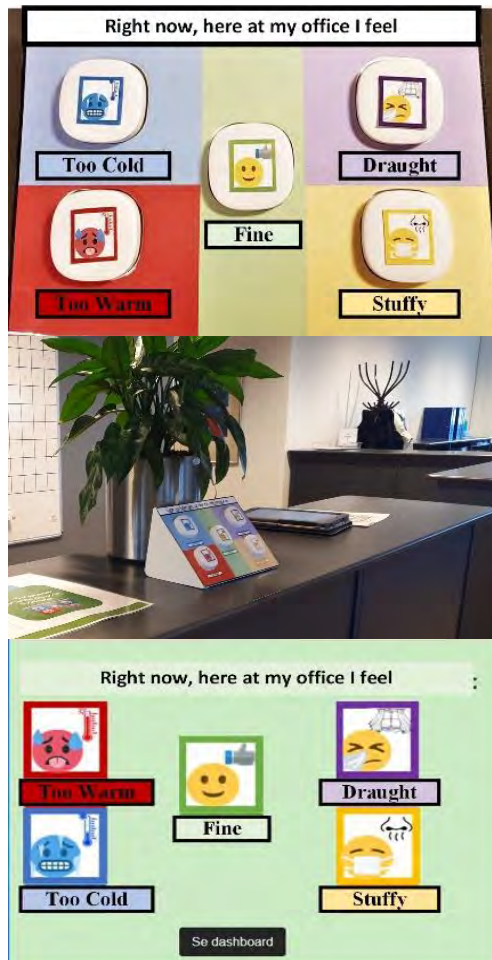 Right now, here at my office I feel
Too Cold
Draught
Fine
Too Warm
Stuffy
Right now, here at my office I feel :
Too Warm
Draught
Fine
Too Cold
Stuffy
Se dashboard